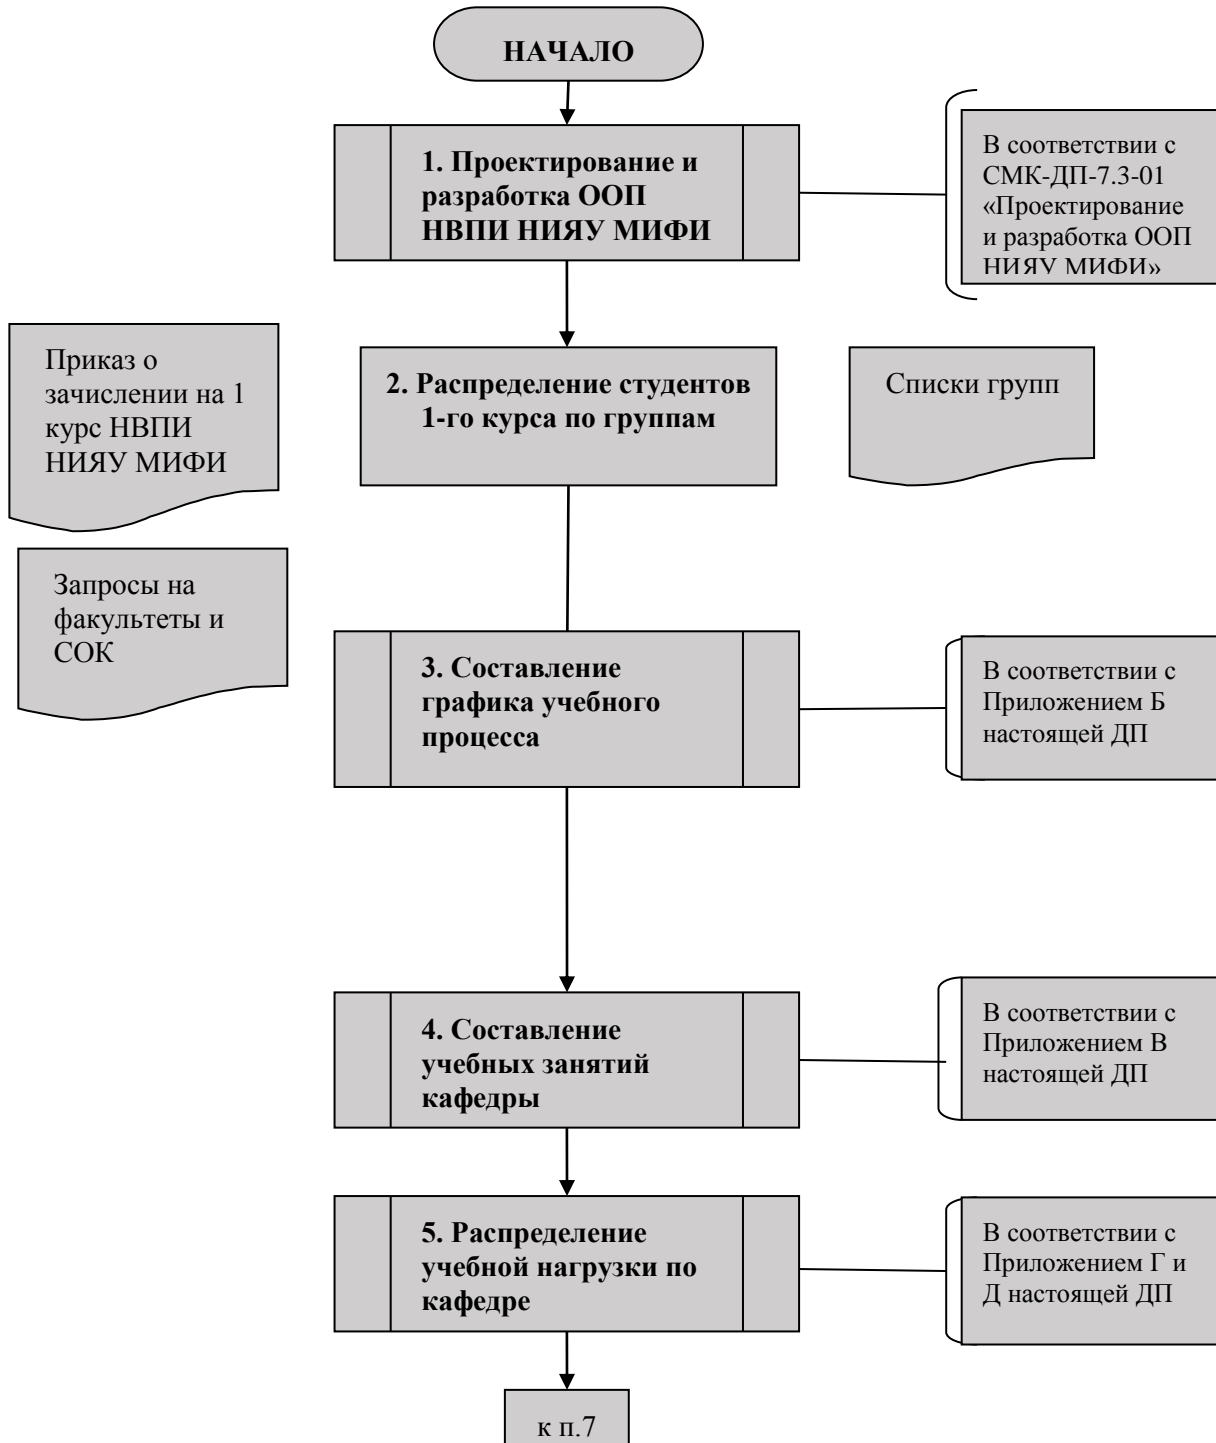 НАЧАЛО
1. Проектирование и
разработка ООП
НВПИ НИЯУ МИФИ
В соответствии с
СМК-ДП-7.3-01
«Проектирование
и разработка ООП
НИЯУ МИФИ»
Приказ о
зачислении на 1
курс НВПИ
НИЯУ МИФИ
2. Распределение студентов
1-го курса по группам
Списки групп
Запросы на
факультеты и
СОК
3. Составление
графика учебного
процесса
В соответствии с
Приложением Б
настоящей ДП
4. Составление
учебных занятий
кафедры
В соответствии с
Приложением В
настоящей ДП
5. Распределение
учебной нагрузки по
кафедре
В соответствии с
Приложением Г и
Д настоящей ДП
к п.7